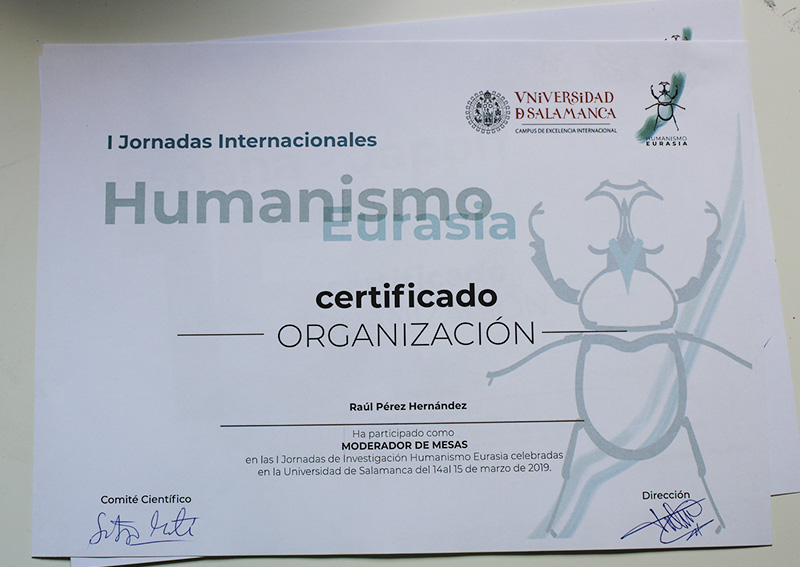 VNiVERSiDAD
D SALAMANCA
CAMPUS DE EXCELENCIA INTERNACIONAL
HUMANISMO
EURASIA
I Jornadas Internacionales
Humanismo
Eurasia
certificado
ORGANIZACIÓN
Raúl Pérez Hernández
Ha participado como
MODERADOR DE MESAS
en las I Jornadas de Investigación Humanismo Eurasia celebradas
en la Universidad de Salamanca del 14al 15 de marzo de 2019.
Comité Científico
Dirección